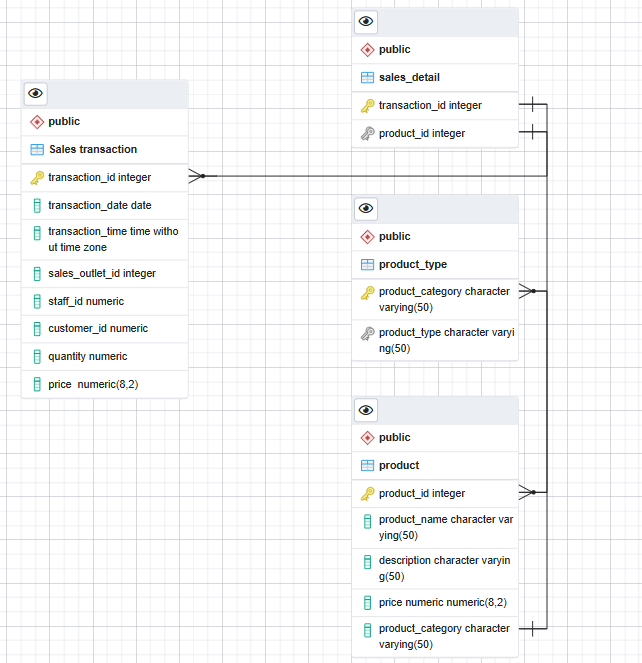 public
sales_detail
transaction_id integer
product_id integer
public
Sales transaction
transaction_id integer
transaction_date date
transaction_time time witho
ut time zone
sales_outlet_id integer
staff_id numeric
customer_id numeric
quantity numeric
price  numeric(8,2)
public
product_type
product_category character
varying(50)
product_type character varyi
ng(50)
public
product
product_id integer
product_name character var
ying(50)
description character varyin
g(50)
price numeric numeric(8,2)
product_category character
varying(50)